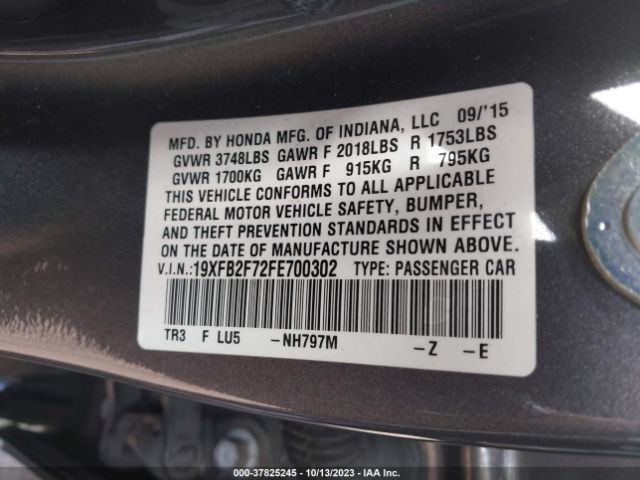 MFD. BY HONDA MFG. OF INDIANA, LLC 09/'15
GVWR 3748LBS GAWR F 2018LBS R 1753LBS
GVWR 1700KG GAWR F 915KG R 795KG
THIS VEHICLE CONFORMS TO ALL APPLICABLE
FEDERAL MOTOR VEHICLE SAFETY, BUMPER,
AND THEFT PREVENTION STANDARDS IN EFFECT
ON THE DATE OF MANUFACTURE SHOWN ABOVE.
V.I.N.:19XFB2F72FE700302 TYPE: PASSENGER CAR
TR3 F LU5 -NH797M -Z -E
000-37825245 - 10/13/2023 - IAA Inc.